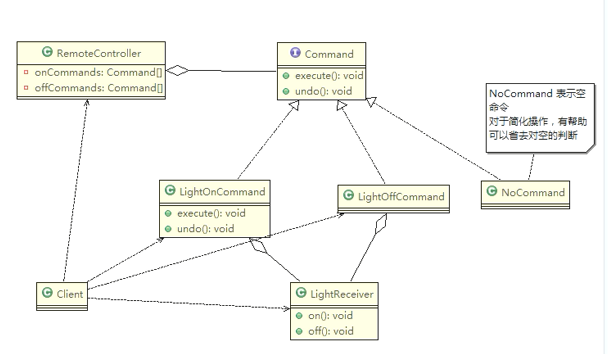 RemoteController
onCommands: Command[]
offCommands: Command[]
Command
execute(): void
undo(): void
NoCommand 表示空
命令
对于简化操作，有帮助
可以省去对空的判断
LightOnCommand
execute(): void
undo(): void
LightOffCommand
NoCommand
Client
LightReceiver
on(): void
off(): void